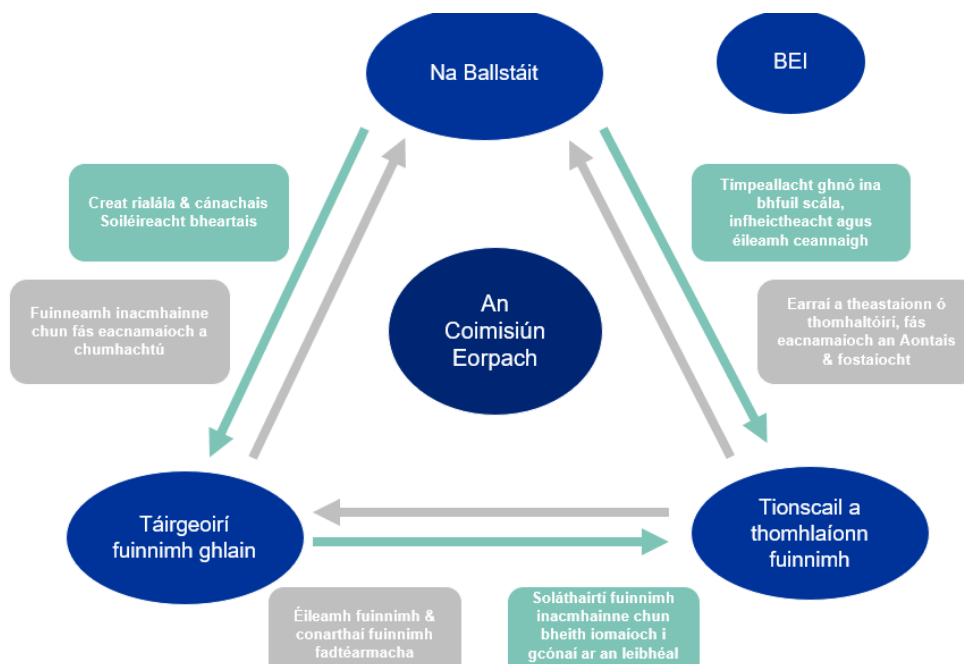 Na Ballstáit
BEI
Creat rialála & cánachais
Soiléireacht bheartais
Timpeallacht ghnó ina
bhfuil scála,
infheictheacht agus
éileamh ceannaigh
Fuinneamh inacmhainne
chun fás eacnamaíoch a
chumhachtú
An
Coimisiún
Eorpach
Earraí a theastaíonn ó
thomhaltóirí, fás
eacnamaíoch an Aontais
& fostaíocht
Táirgeoirí
fuinnimh ghlain
Tionscail a
thomhlaíonn
fuinnimh
Éileamh fuinnimh &
conarthaí fuinnimh
fadtéarmacha
Soláthairtí fuinnimh
inacmhainne chun
bheith iomaíoch i
gcónaí ar an leibhéal